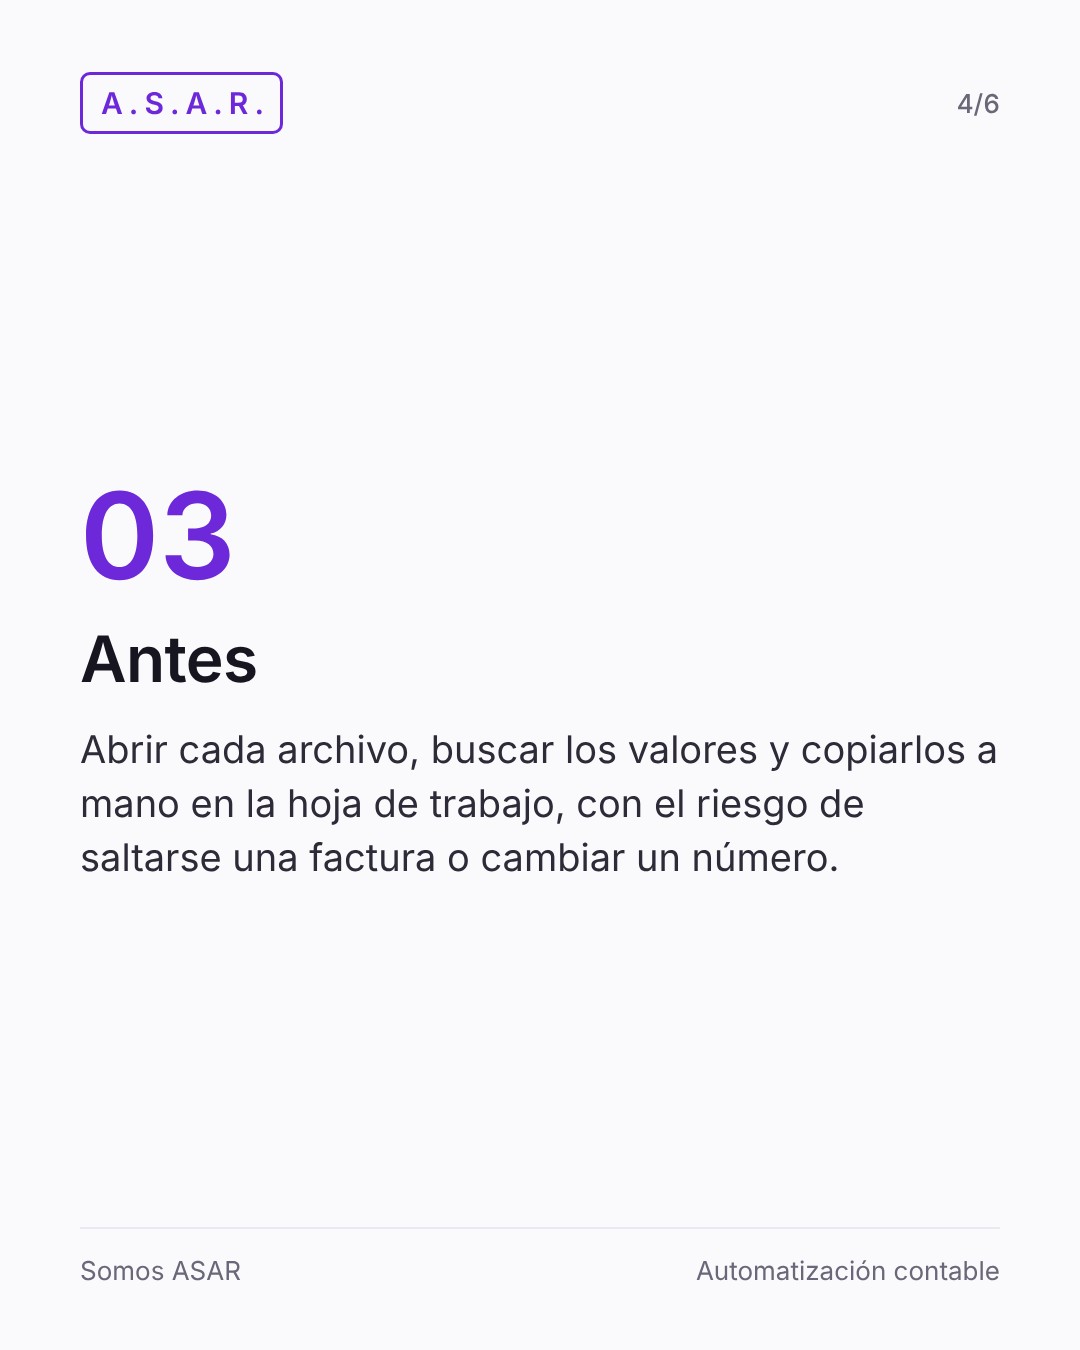 A.S.A.R.
4/6
03
Antes
Abrir cada archivo, buscar los valores y copiarlos a
mano en la hoja de trabajo, con el riesgo de
saltarse una factura o cambiar un número.
Somos ASAR
Automatización contable